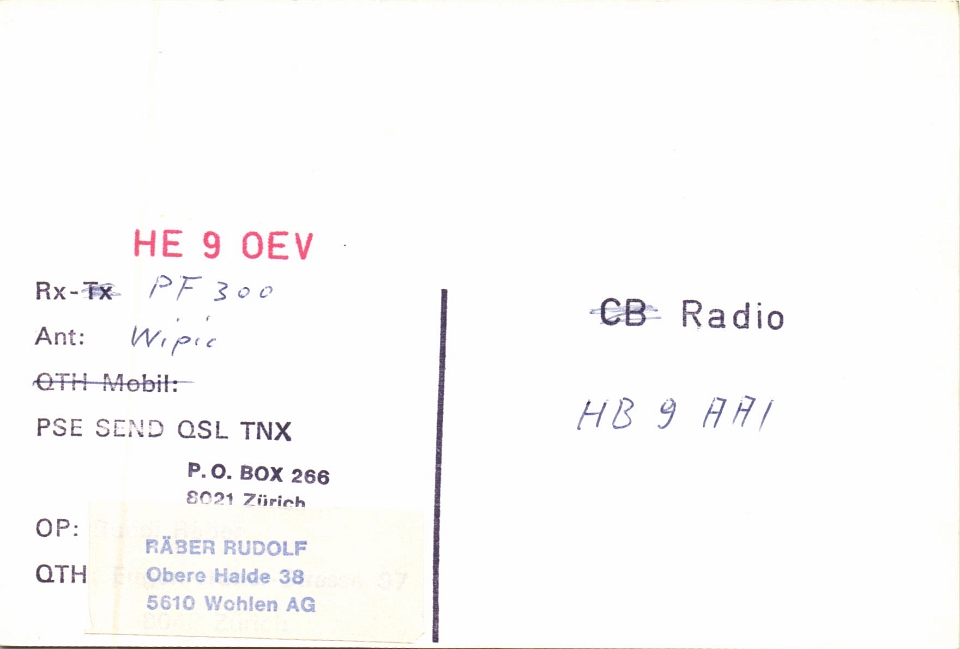 HE 9 OEV
Rx-Tx PF 300
Ant: Wipic
QTH Mobil:
PSE SEND QSL TNX
P.O. BOX 266
8021 Zürich
OP:
RÄBER RUDOLF
QTH
Obere Halde 38
5610 Wohlen AG
CB Radio
HB 9 AAI